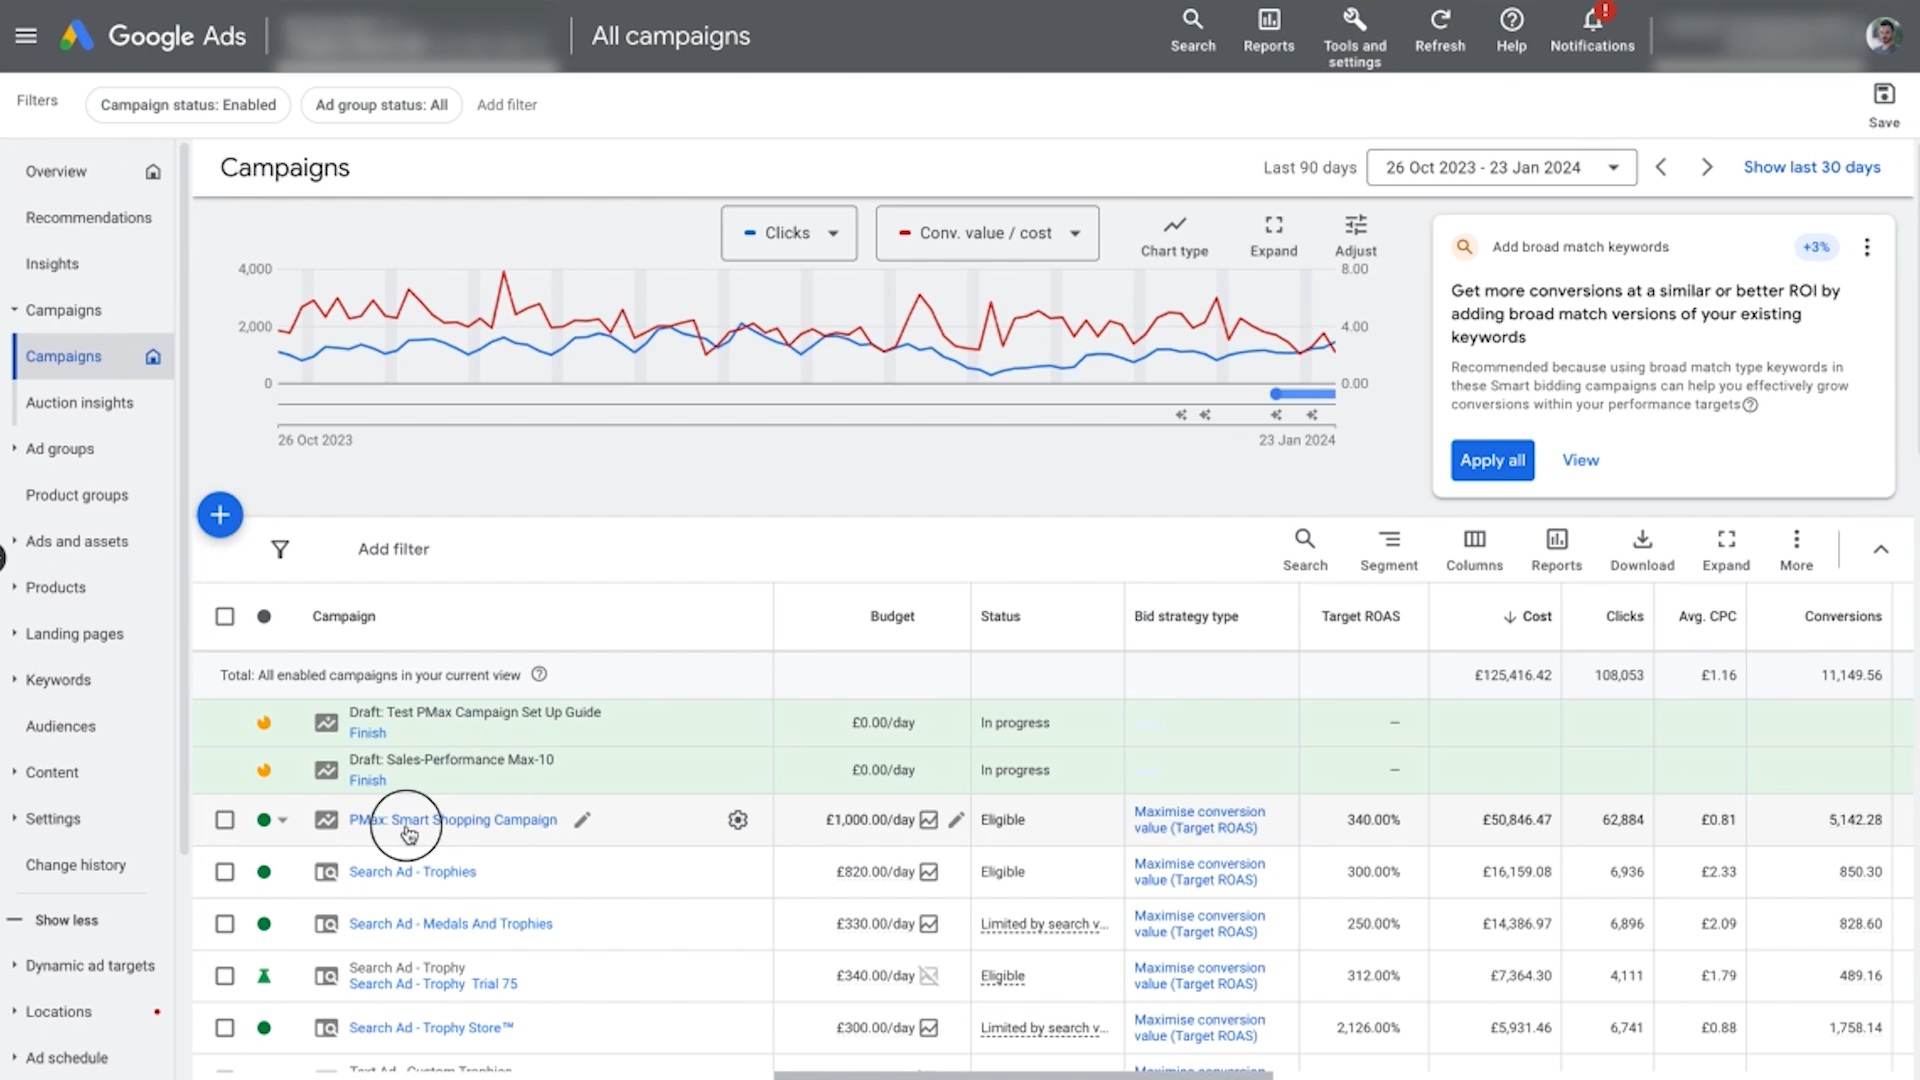 Google Ads
All campaigns
Search
Reports
Tools and
settings
Refresh
Help
!
Notifications
Filters
Campaign status: Enabled
Ad group status: All
Add filter
Save
Overview
Recommendations
Insights
Campaigns
Campaigns
Auction insights
Ad groups
Product groups
Ads and assets
Products
Landing pages
Keywords
Audiences
Content
Settings
Change history
Show less
Dynamic ad targets
Locations
Ad schedule
Campaigns
Last 90 days
26 Oct 2023 - 23 Jan 2024
Show last 30 days
Clicks
Conv. value / cost
Chart type
Expand
Adjust
4,000
8.00
2,000
4.00
0
0.00
26 Oct 2023
23 Jan 2024
Add broad match keywords
+3%
Get more conversions at a similar or better ROI by
adding broad match versions of your existing
keywords
Recommended because using broad match type keywords in
these Smart bidding campaigns can help you effectively grow
conversions within your performance targets
Apply all
View
Add filter
Search
Segment
Columns
Reports
Download
Expand
More
Campaign Budget Status Bid strategy type Target ROAS Cost Clicks Avg. CPC Conversions
Total: All enabled campaigns in your current view £125,416.42 108,053 £1.16 11,149.56
Draft: Test PMax Campaign Set Up Guide
Finish
£0.00/day In progress —
Draft: Sales-Performance Max-10
Finish
£0.00/day In progress —
PMax: Smart Shopping Campaign £1,000.00/day Eligible
Maximise conversion
value (Target ROAS)
340.00% £50,846.47 62,884 £0.81 5,142.28
Search Ad - Trophies £820.00/day Eligible
Maximise conversion
value (Target ROAS)
300.00% £16,159.08 6,936 £2.33 850.30
Search Ad - Medals And Trophies £330.00/day Limited by search v...
Maximise conversion
value (Target ROAS)
250.00% £14,386.97 6,896 £2.09 828.60
Search Ad - Trophy
Search Ad - Trophy Trial 75
£340.00/day Eligible
Maximise conversion
value (Target ROAS)
312.00% £7,364.30 4,111 £1.79 489.16
Search Ad - Trophy Store™ £300.00/day Limited by search v...
Maximise conversion
value (Target ROAS)
2,126.00% £5,931.46 6,741 £0.88 1,758.14